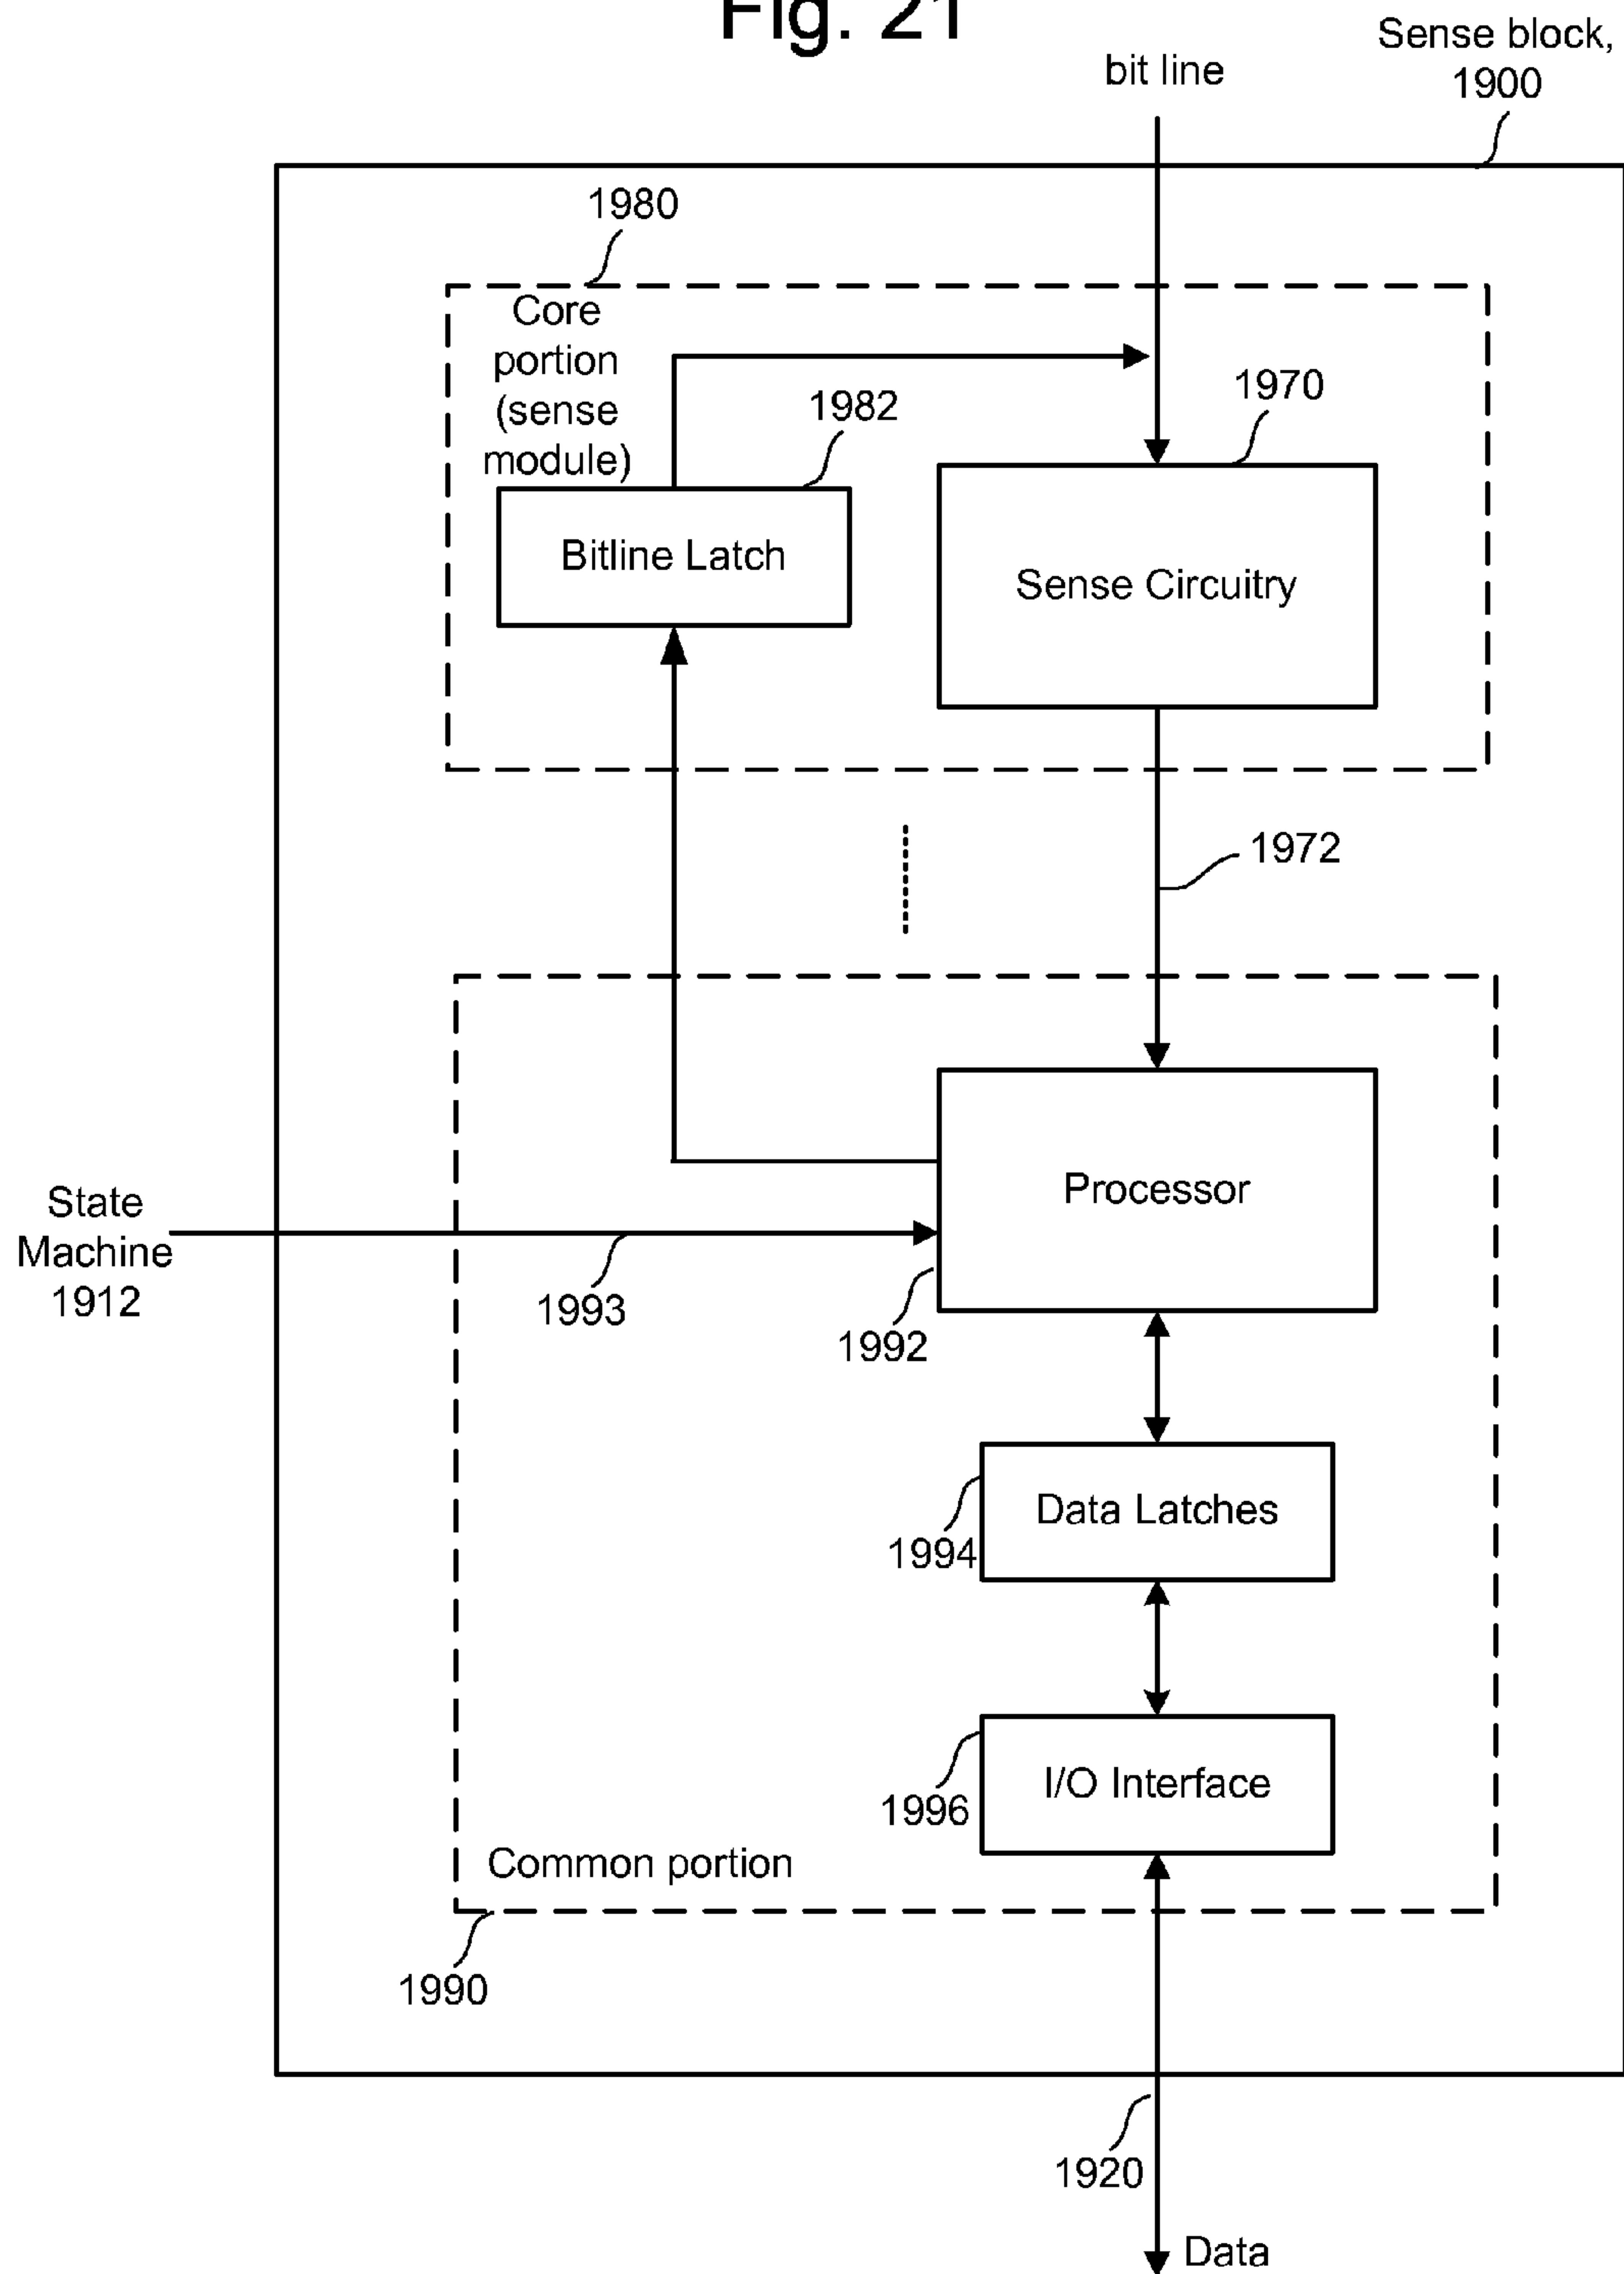 Fig. 21
Sense block,
1900
bit line
1980
Core
portion
(sense
module)
1982
1970
Bitline Latch
Sense Circuitry
1972
Processor
State
Machine
1912
1993
1992
Data Latches
1994
I/O Interface
1996
Common portion
1990
1920
Data